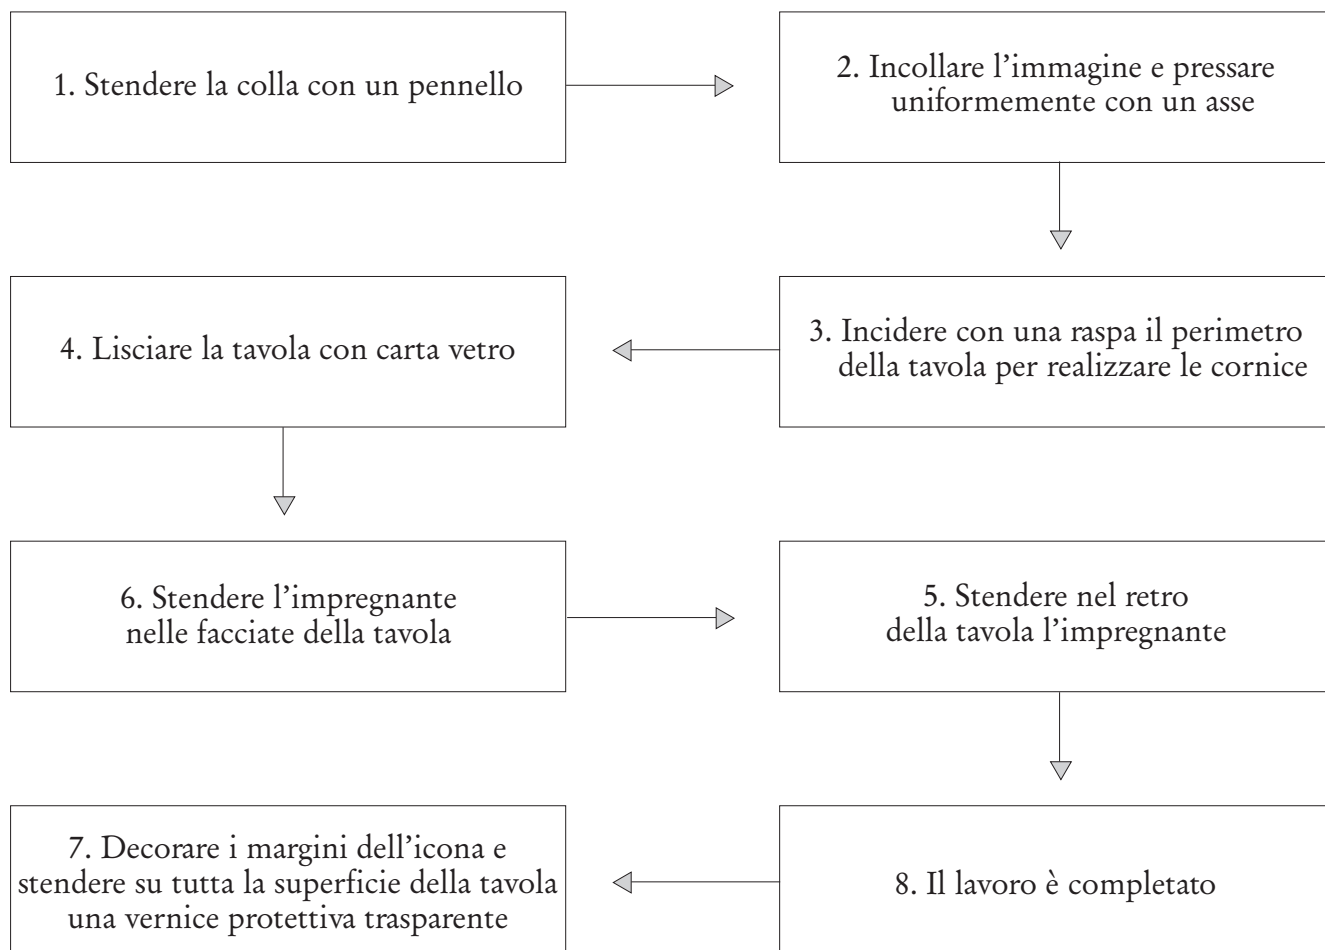 1. Stendere la colla con un pennello
2. Incollare l’immagine e pressare
uniformemente con un asse
4. Lisciare la tavola con carta vetro
3. Incidere con una raspa il perimetro
della tavola per realizzare le cornice
6. Stendere l’impregnante
nelle facciate della tavola
5. Stendere nel retro
della tavola l’impregnante
7. Decorare i margini dell’icona e
stendere su tutta la superficie della tavola
una vernice protettiva trasparente
8. Il lavoro è completato